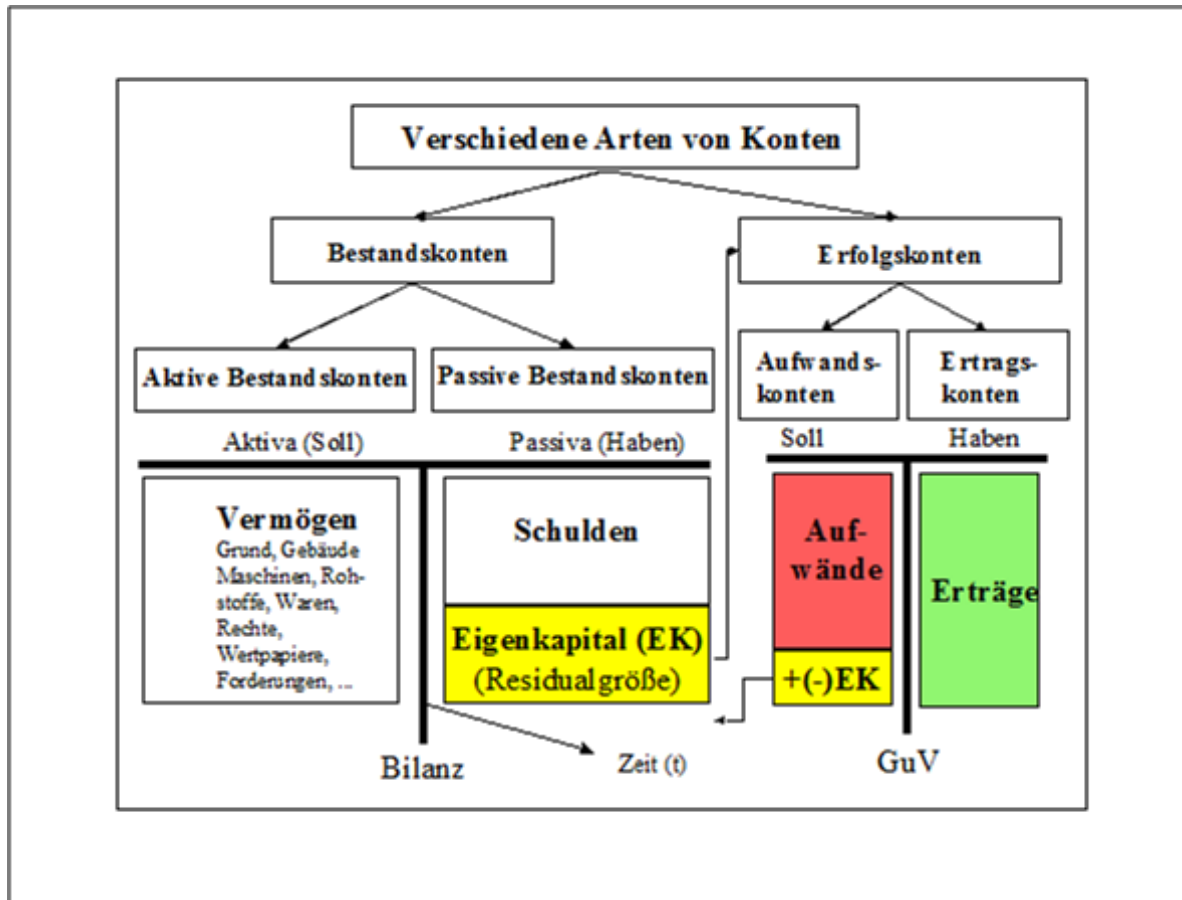 Verschiedene Arten von Konten
Bestandskonten
Erfolgskonten
Aktive Bestandskonten
Passive Bestandskonten
Aufwands-
konten
Ertrags-
konten
Aktiva (Soll)
Passiva (Haben)
Soll
Haben
Vermögen
Grund, Gebäude
Maschinen, Roh-
stoffe, Waren,
Rechte,
Wertpapiere,
Forderungen, ...
Schulden
Eigenkapital (EK)
(Residualgröße)
Auf-
wände
+(-)EK
Erträge
Bilanz
Zeit (t)
GuV